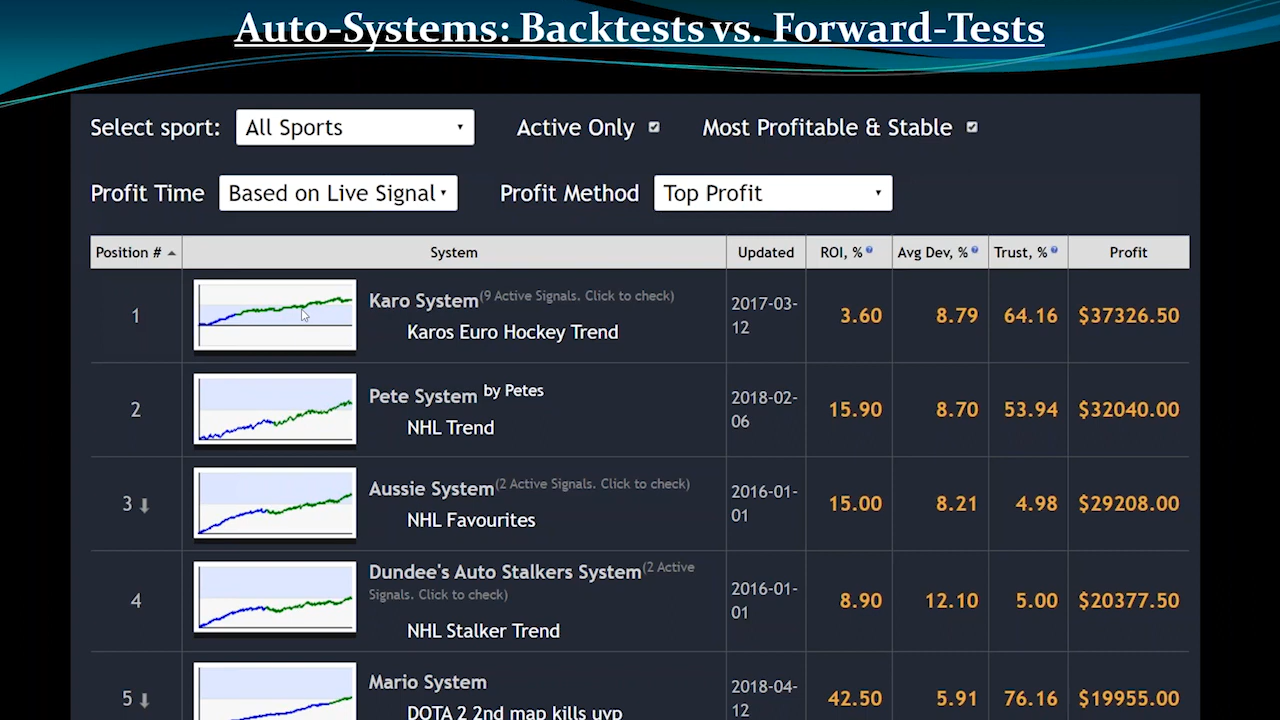 Auto-Systems: Backtests vs. Forward-Tests
Select sport: All Sports Active Only Most Profitable & Stable
Profit Time Based on Live Signal Profit Method Top Profit
Position # System Updated ROI, % Avg Dev, % Trust, % Profit
1 Karo System (9 Active Signals. Click to check) 2017-03- 3.60 8.79 64.16 $37326.50
Karos Euro Hockey Trend 12
2 Pete System by Petes 2018-02- 15.90 8.70 53.94 $32040.00
NHL Trend 06
3 Aussie System (2 Active Signals. Click to check) 2016-01- 15.00 8.21 4.98 $29208.00
NHL Favourites 01
4 Dundee's Auto Stalkers System (2 Active 2016-01- 8.90 12.10 5.00 $20377.50
Signals. Click to check) 01
NHL Stalker Trend
5 Mario System 2018-04- 42.50 5.91 76.16 $19955.00
DOTA 2 2nd map kills 12